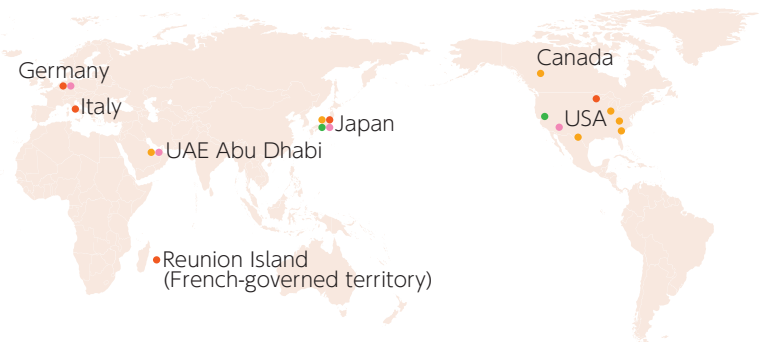 Canada
Germany
Italy
USA
Japan
UAE Abu Dhabi
Reunion Island
(French-governed territory)